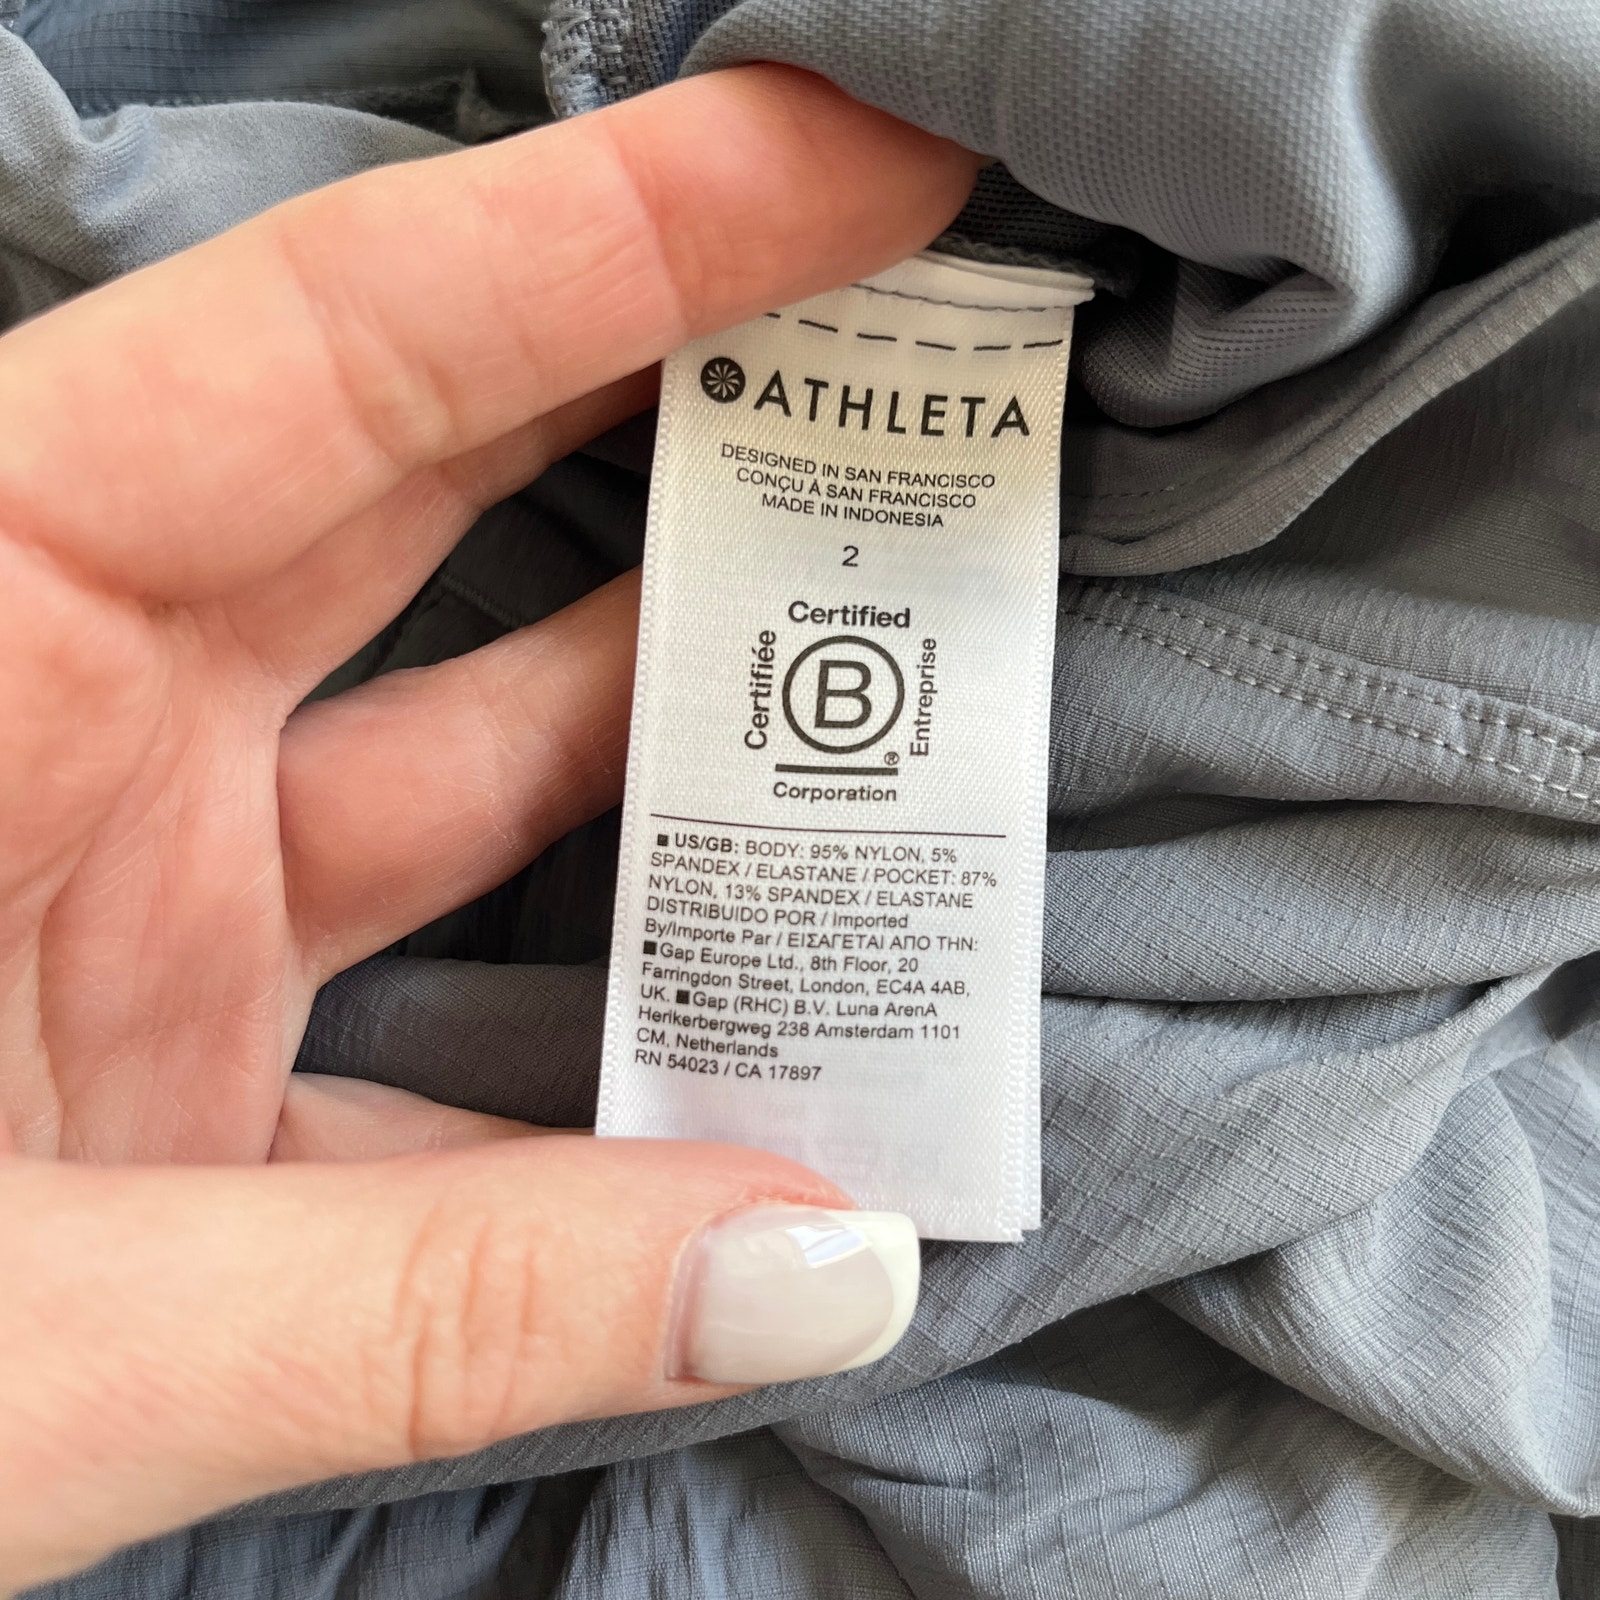 ATHLETA
DESIGNED IN SAN FRANCISCO
CONÇU À SAN FRANCISCO
MADE IN INDONESIA
2
Certified
Certifiée
B
Entreprise
®
Corporation
■ US/GB: BODY: 95% NYLON, 5%
SPANDEX / ELASTANE / POCKET: 87%
NYLON, 13% SPANDEX / ELASTANE
DISTRIBUIDO POR / Imported
By/Importe Par / ΕΙΣΑΓΕΤΑΙ ΑΠΟ ΤΗΝ:
■ Gap Europe Ltd., 8th Floor, 20
Farringdon Street, London, EC4A 4AB,
UK. ■ Gap (RHC) B.V. Luna ArenA
Herikerbergweg 238 Amsterdam 1101
CM, Netherlands
RN 54023 / CA 17897